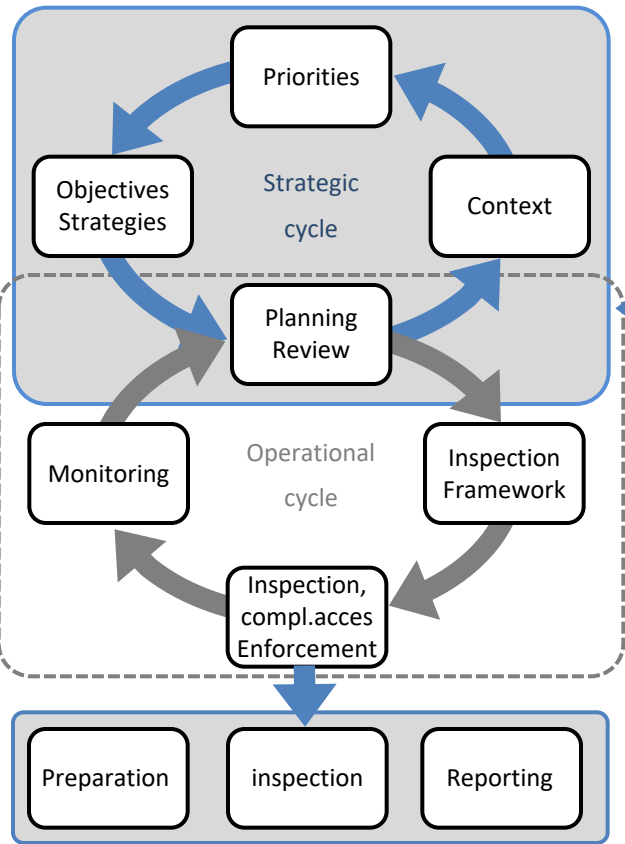 Priorities
Objectives
Strategies
Strategic
cycle
Context
Planning
Review
Monitoring
Operational
cycle
Inspection
Framework
Inspection,
compl.acces
Enforcement
Preparation
inspection
Reporting